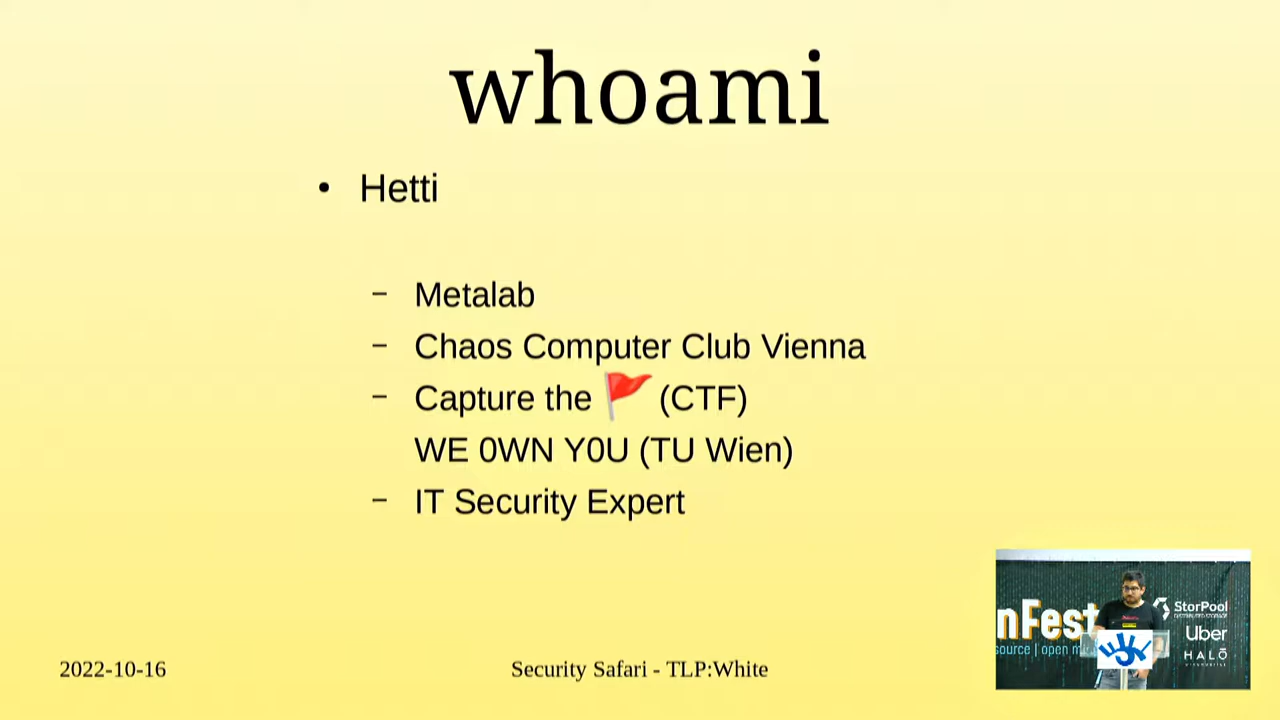 whoami
• Hetti
– Metalab
– Chaos Computer Club Vienna
– Capture the 🚩 (CTF)
WE 0WN Y0U (TU Wien)
– IT Security Expert
nFest
source | open m
StorPool
Uber
HALO
2022-10-16
Security Safari - TLP:White